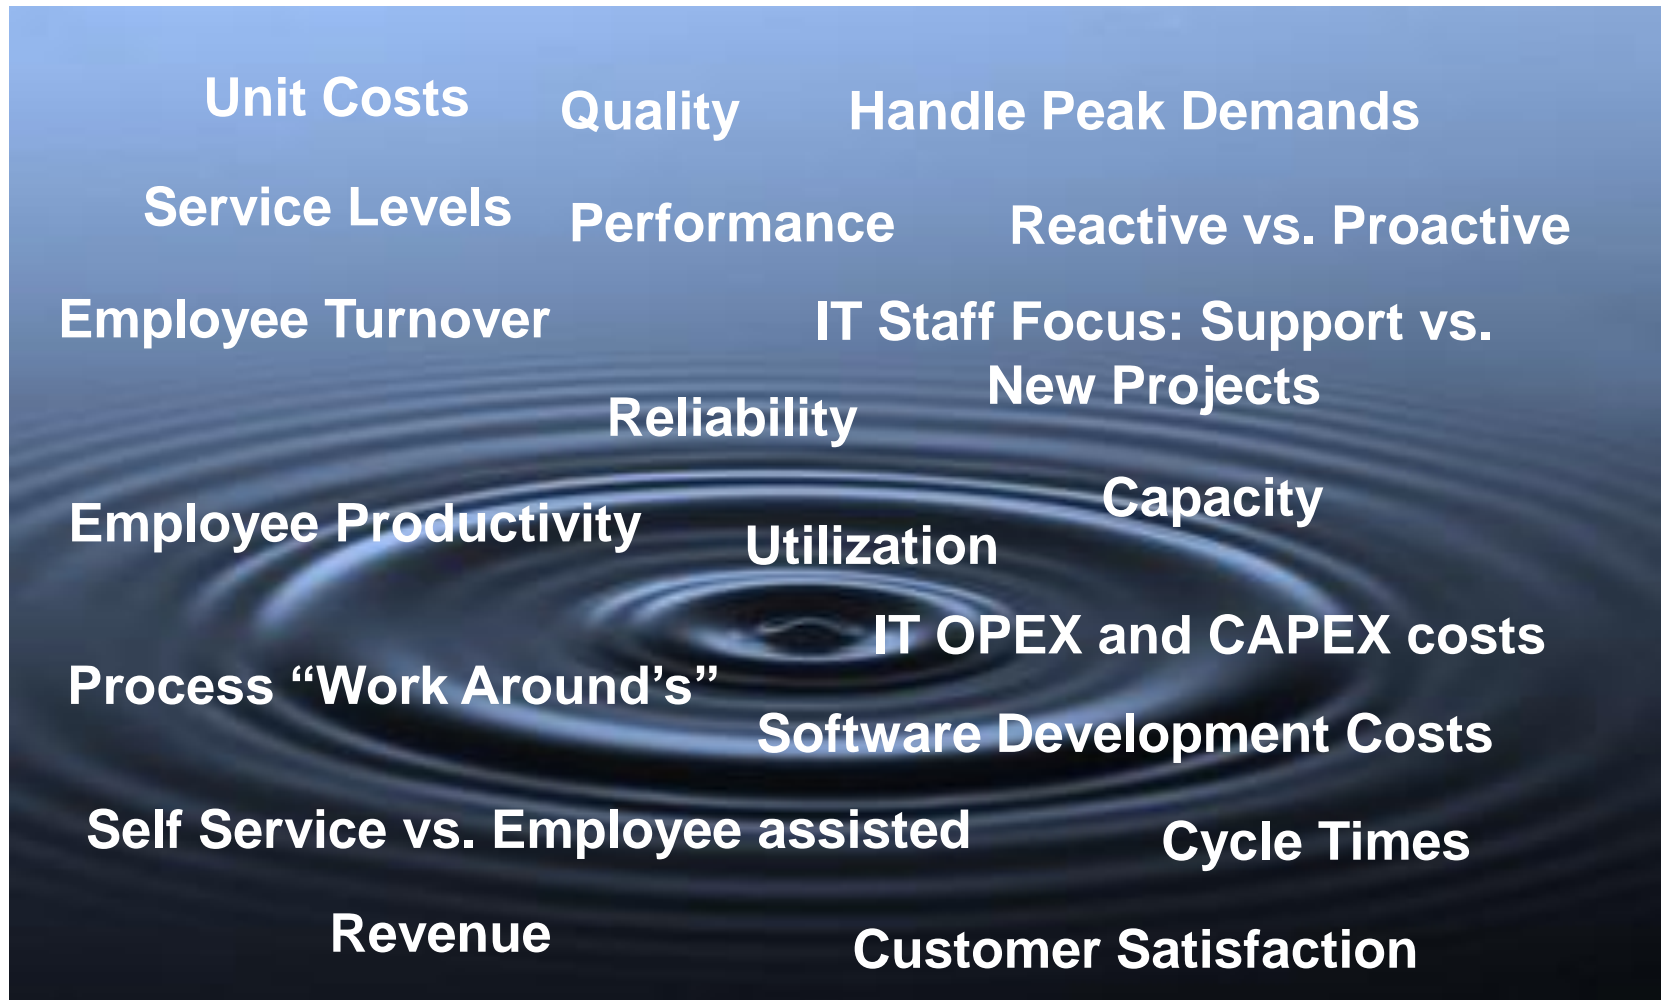 Unit Costs
Quality
Handle Peak Demands
Service Levels
Performance
Reactive vs. Proactive
Employee Turnover
IT Staff Focus: Support vs.
New Projects
Reliability
Capacity
Employee Productivity
Utilization
IT OPEX and CAPEX costs
Process “Work Around’s”
Software Development Costs
Self Service vs. Employee assisted
Cycle Times
Revenue
Customer Satisfaction